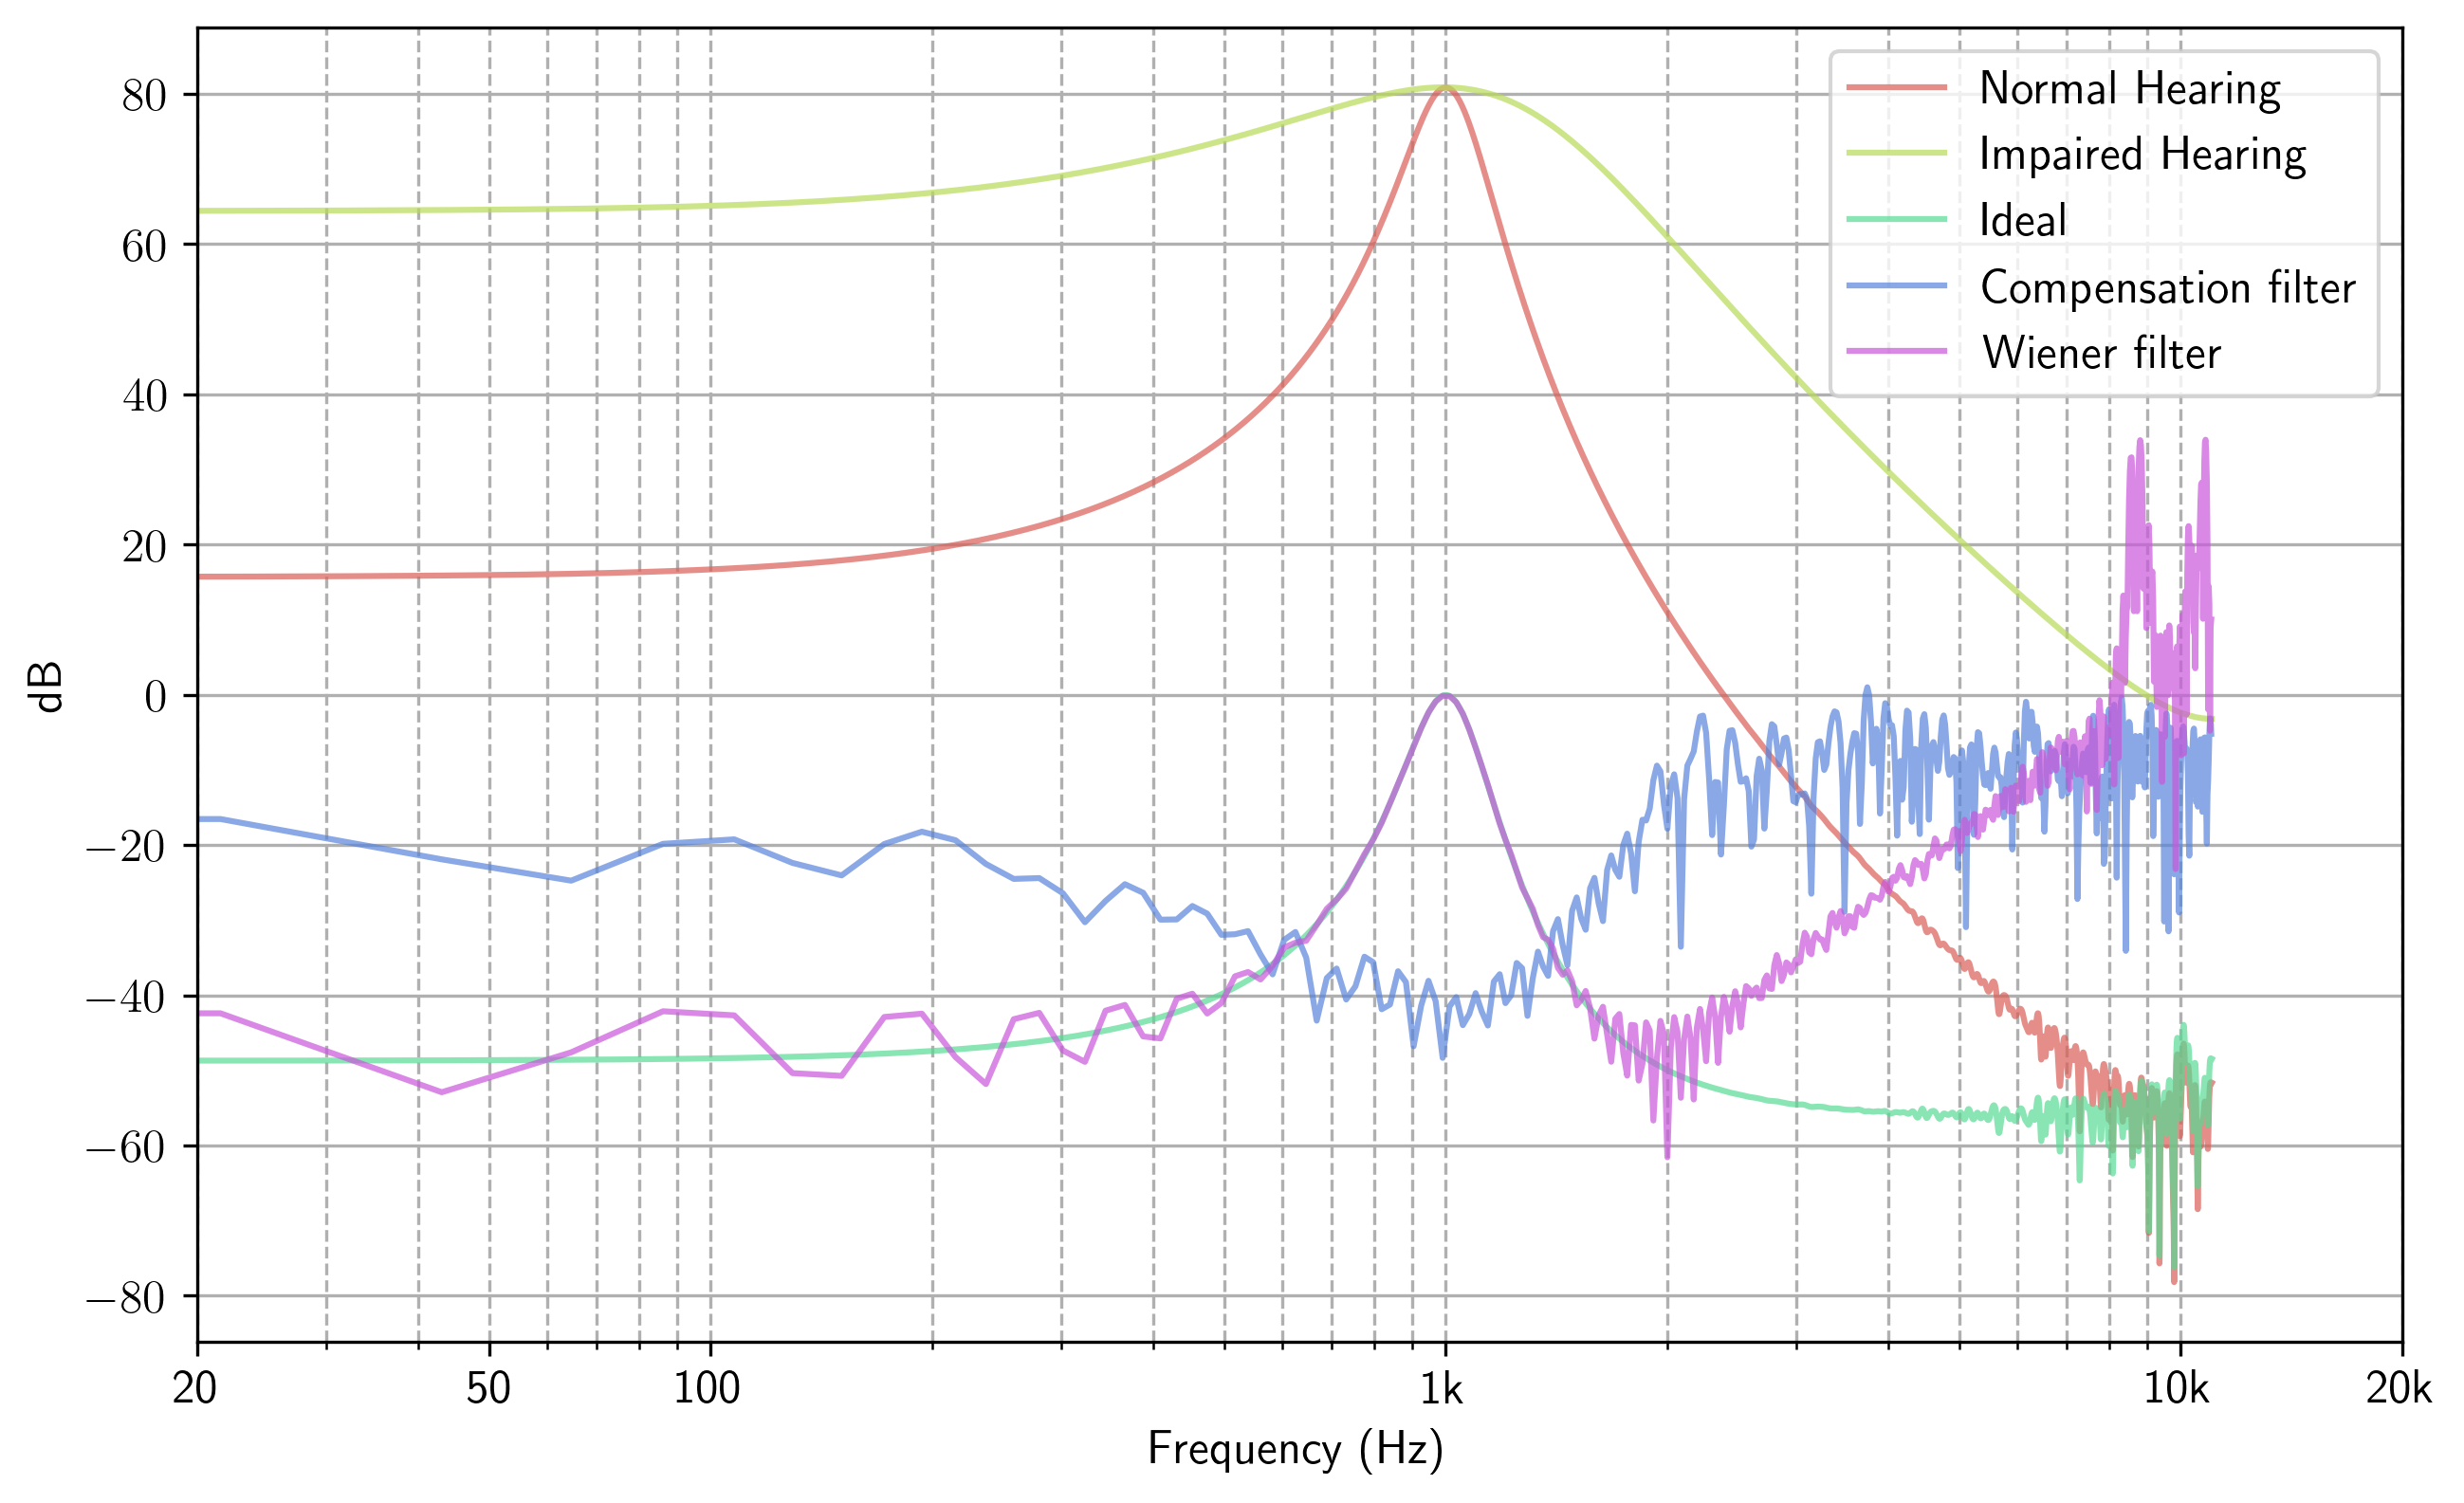 80
60
40
20
0
−20
−40
−60
−80
dB
Normal Hearing
Impaired Hearing
Ideal
Compensation filter
Wiener filter
20 50 100 1k 10k 20k
Frequency (Hz)